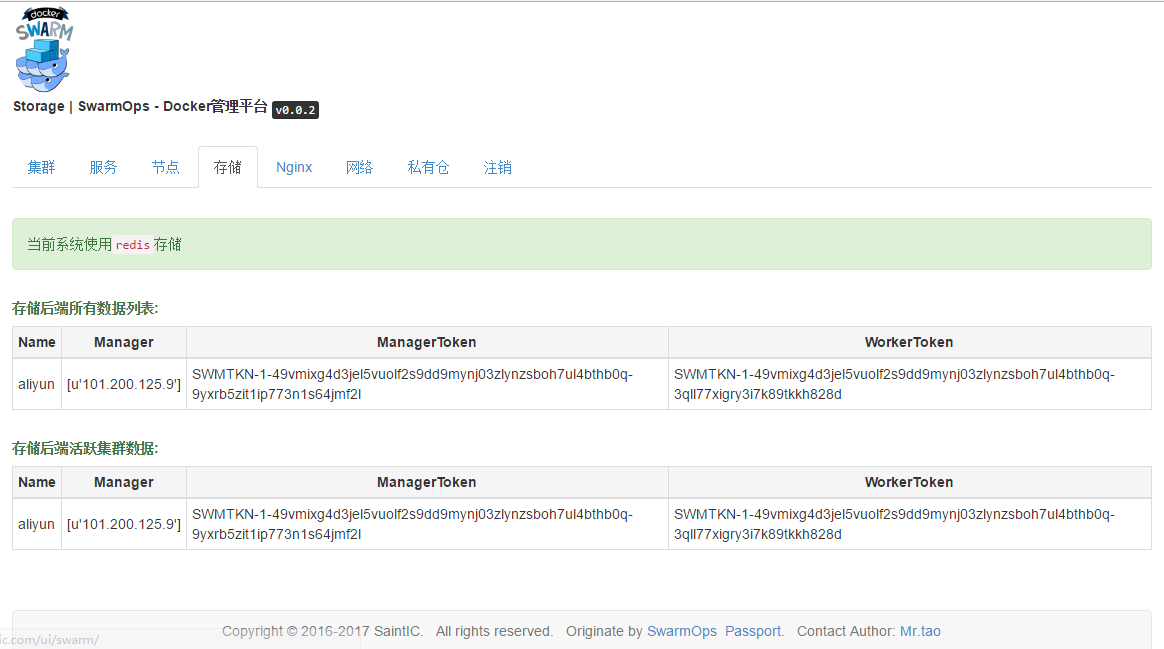 docker
SWARM
Storage | SwarmOps - Docker管理平台 v0.0.2
集群 服务 节点 存储 Nginx 网络 私有仓 注销
当前系统使用redis存储
存储后端所有数据列表:
Name Manager ManagerToken WorkerToken
aliyun [u'101.200.125.9'] SWMTKN-1-49vmixg4d3jel5vuolf2s9dd9mynj03zlynzsboh7ul4bthb0q- SWMTKN-1-49vmixg4d3jel5vuolf2s9dd9mynj03zlynzsboh7ul4bthb0q-
9yxrb5zit1ip773n1s64jmf2l 3qll77xigry3i7k89tkkh828d
存储后端活跃集群数据:
Name Manager ManagerToken WorkerToken
aliyun [u'101.200.125.9'] SWMTKN-1-49vmixg4d3jel5vuolf2s9dd9mynj03zlynzsboh7ul4bthb0q- SWMTKN-1-49vmixg4d3jel5vuolf2s9dd9mynj03zlynzsboh7ul4bthb0q-
9yxrb5zit1ip773n1s64jmf2l 3qll77xigry3i7k89tkkh828d
Copyright © 2016-2017 SaintIC. All rights reserved. Originate by SwarmOps Passport. Contact Author: Mr.tao
ic.com/ui/swarm/